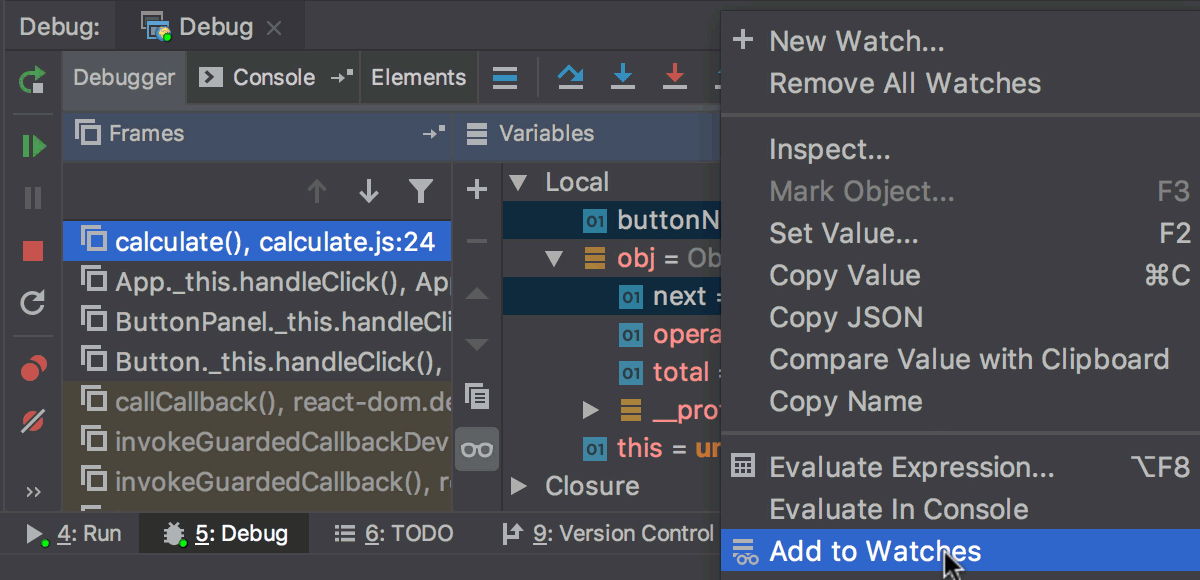 Debug:
Debug
Debugger
Console
Elements
Frames
Variables
calculate(), calculate.js:24
App._this.handleClick(), Ap
ButtonPanel._this.handleCli
Button._this.handleClick(),
callCallback(), react-dom.de
invokeGuardedCallbackDev
invokeGuardedCallback(), re
Local
01 buttonN
obj = Ob
01 next =
01 opera
01 total =
__pro
01 this = un
Closure
New Watch...
Remove All Watches
Inspect...
Mark Object... F3
Set Value... F2
Copy Value ⌘C
Copy JSON
Compare Value with Clipboard
Copy Name
Evaluate Expression... ⌥F8
Evaluate In Console
Add to Watches
4: Run
5: Debug
6: TODO
9: Version Control